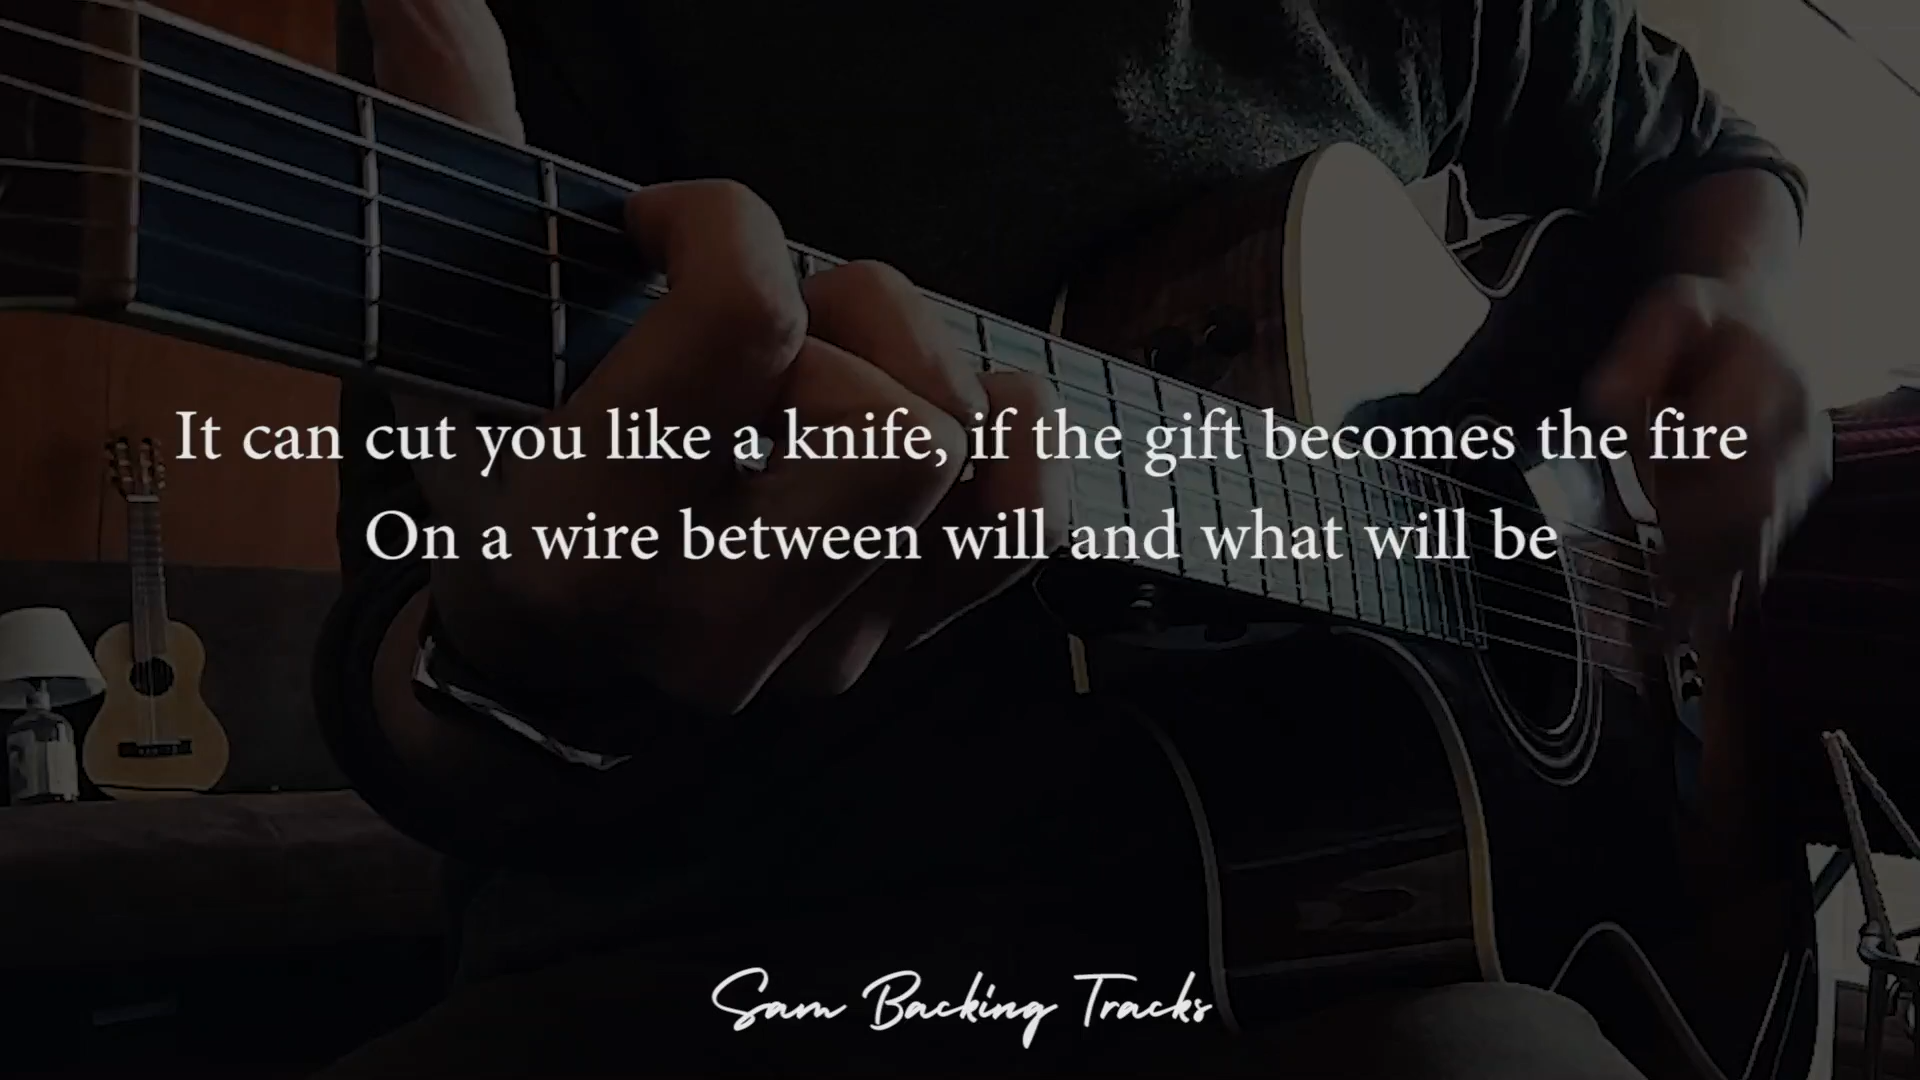 It can cut you like a knife, if the gift becomes the fire
On a wire between will and what will be
Sam Backing Tracks